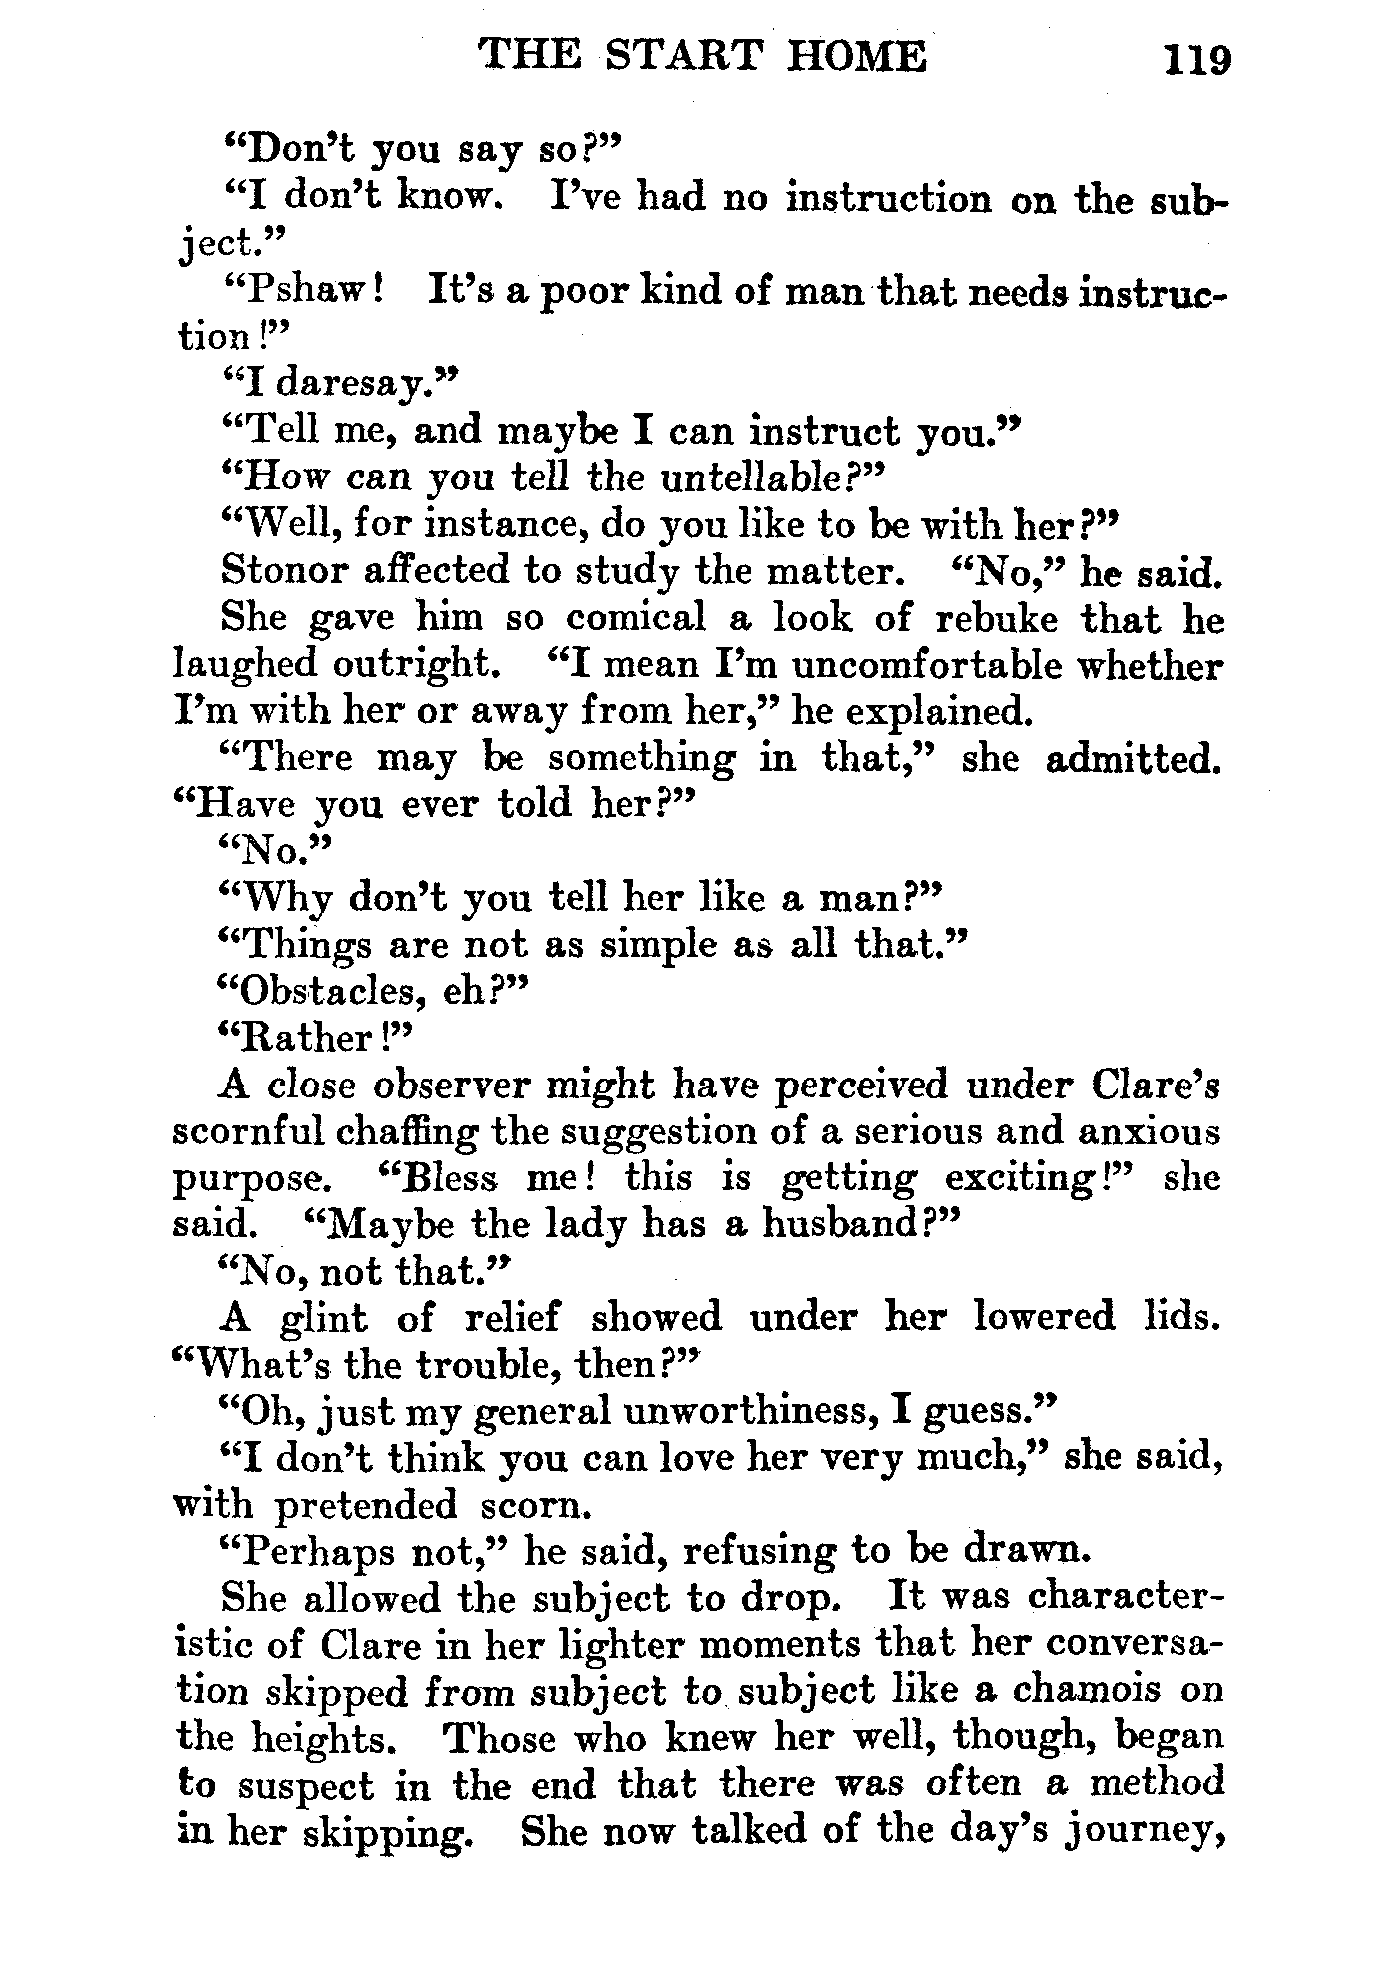 THE START HOME 119
“Don’t you say so?”
“I don’t know. I’ve had no instruction on the sub-
ject.”
“Pshaw! It’s a poor kind of man that needs instruc-
tion!”
“I daresay.”
“Tell me, and maybe I can instruct you.”
“How can you tell the untellable?”
“Well, for instance, do you like to be with her?”
Stonor affected to study the matter. “No,” he said.
She gave him so comical a look of rebuke that he
laughed outright. “I mean I’m uncomfortable whether
I’m with her or away from her,” he explained.
“There may be something in that,” she admitted.
“Have you ever told her?”
“No.”
“Why don’t you tell her like a man?”
“Things are not as simple as all that.”
“Obstacles, eh?”
“Rather!”
A close observer might have perceived under Clare’s
scornful chaffing the suggestion of a serious and anxious
purpose. “Bless me! this is getting exciting!” she
said. “Maybe the lady has a husband?”
“No, not that.”
A glint of relief showed under her lowered lids.
“What’s the trouble, then?”
“Oh, just my general unworthiness, I guess.”
“I don’t think you can love her very much,” she said,
with pretended scorn.
“Perhaps not,” he said, refusing to be drawn.
She allowed the subject to drop. It was character-
istic of Clare in her lighter moments that her conversa-
tion skipped from subject to subject like a chamois on
the heights. Those who knew her well, though, began
to suspect in the end that there was often a method
in her skipping. She now talked of the day’s journey,